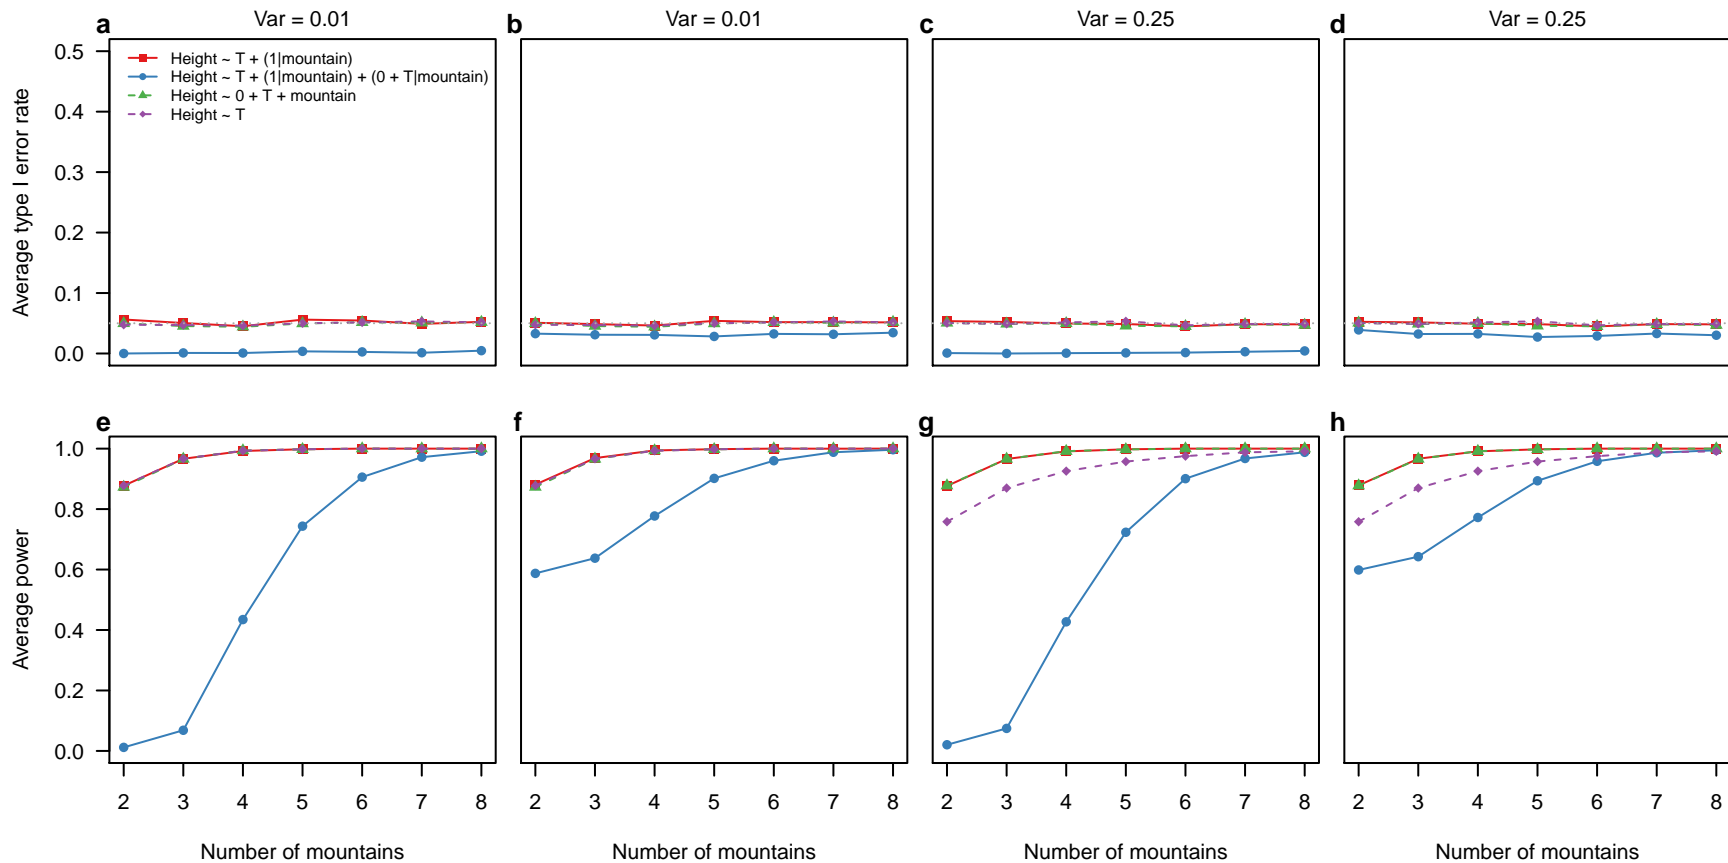 a
Var = 0.01
b
Var = 0.01
c
Var = 0.25
d
Var = 0.25
Average type I error rate
0.5
0.4
0.3
0.2
0.1
0.0
Height ~ T + (1|mountain)
Height ~ T + (1|mountain) + (0 + T|mountain)
Height ~ 0 + T + mountain
Height ~ T
e
f
g
h
Average power
1.0
0.8
0.6
0.4
0.2
0.0
2 3 4 5 6 7 8
2 3 4 5 6 7 8
2 3 4 5 6 7 8
2 3 4 5 6 7 8
Number of mountains
Number of mountains
Number of mountains
Number of mountains